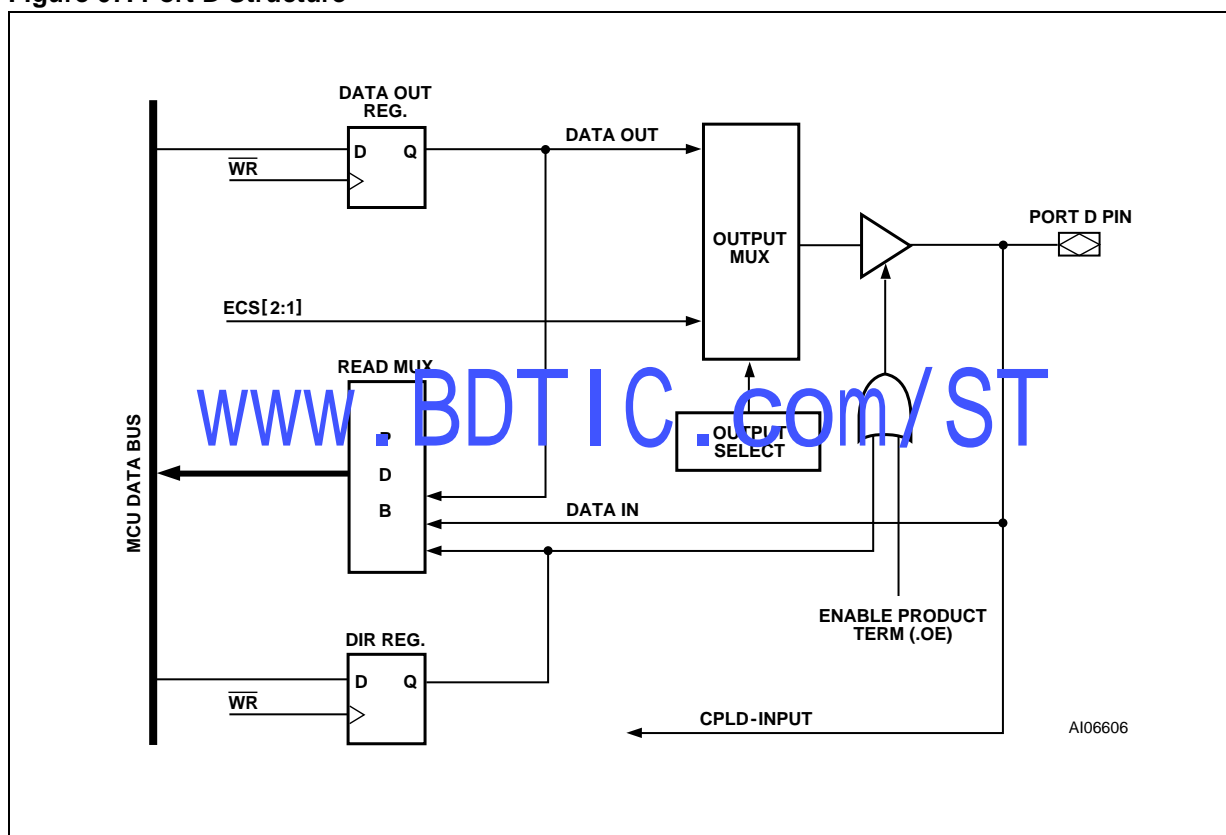 DATA OUT
REG.
D Q
WR
DATA OUT
OUTPUT
MUX
PORT D PIN
ECS[2:1]
READ MUX
www.BDTIC.com/ST
OUTPUT
SELECT
P
D
B
DATA IN
MCU DATA BUS
ENABLE PRODUCT
TERM (.OE)
DIR REG.
D Q
WR
CPLD-INPUT
AI06606